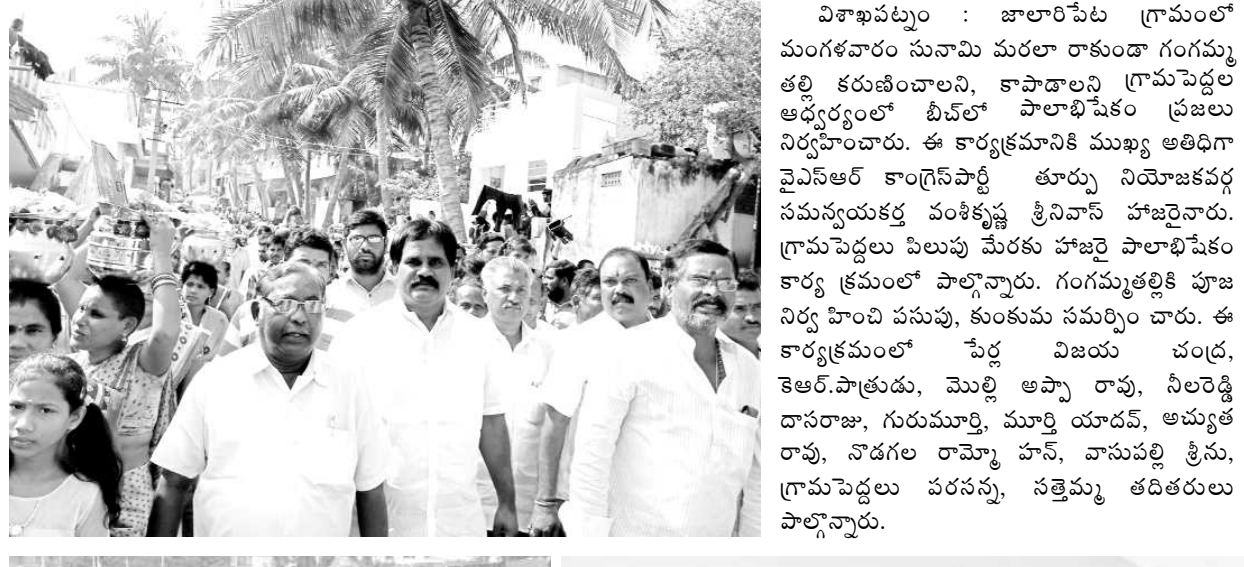 విశాఖపట్నం : జాలారిపేట గ్రామంలో
మంగళవారం సునామి మరలా రాకుండా గంగమ్మ
తల్లి కరుణించాలని, కాపాడాలని గ్రామపెద్దల
ఆధ్వర్యంలో బీచ్‌లో పాలాభిషేకం ప్రజలు
నిర్వహించారు. ఈ కార్యక్రమానికి ముఖ్య అతిధిగా
వైఎస్ఆర్ కాంగ్రెస్‌పార్టీ తూర్పు నియోజకవర్గ
సమన్వయకర్త వంశీకృష్ణ శ్రీనివాస్ హాజరైనారు.
గ్రామపెద్దలు పిలుపు మేరకు హాజరై పాలాభిషేకం
కార్య క్రమంలో పాల్గొన్నారు. గంగమ్మతల్లికి పూజ
నిర్వ హించి పసుపు, కుంకుమ సమర్పిం చారు. ఈ
కార్యక్రమంలో పేర్ల విజయ చంద్ర,
కెఆర్.పాత్రుడు, మొల్లి అప్పా రావు, నీలరెడ్డి
దాసరాజు, గురుమూర్తి, మూర్తి యాదవ్, అచ్యుత
రావు, నొడగల రామ్మో హన్, వాసుపల్లి శ్రీను,
గ్రామపెద్దలు పరసన్న, సత్తెమ్మ తదితరులు
పాల్గొన్నారు.